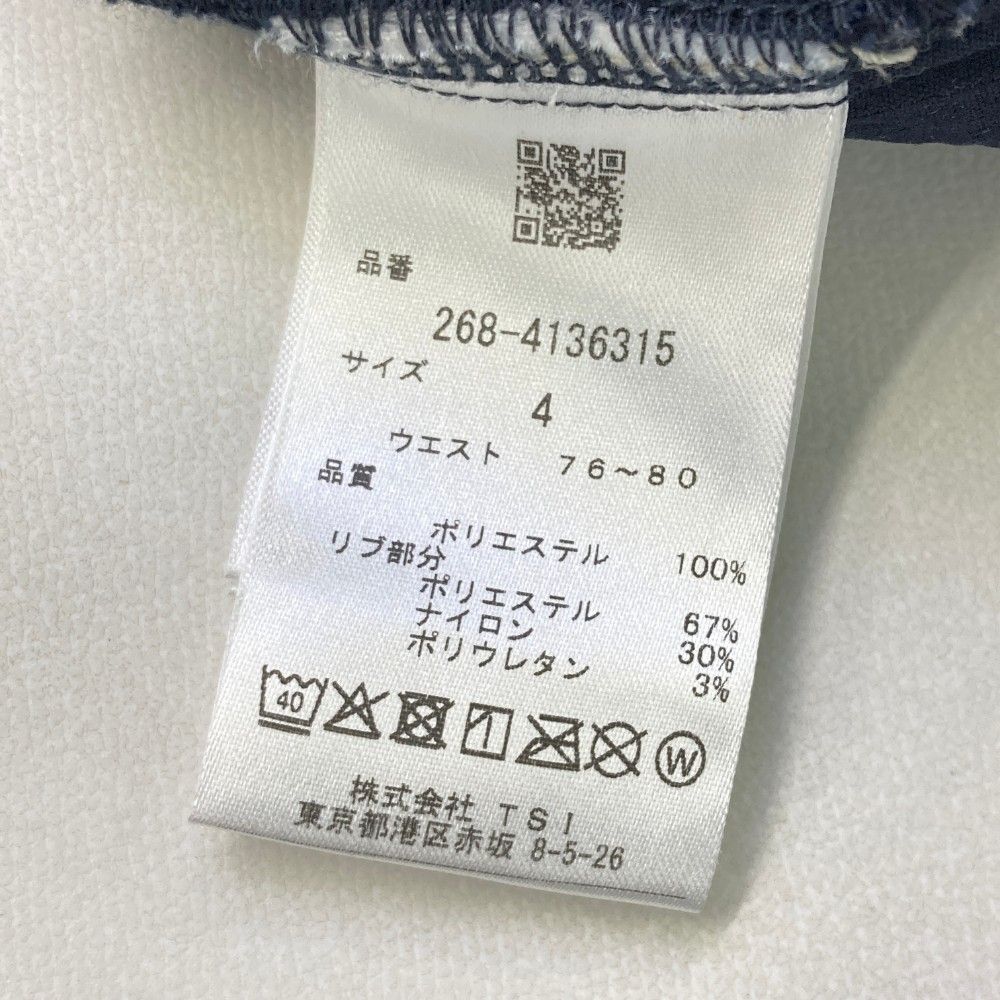 品番
268-4136315
サイズ
4
ウエスト 76～80
品質
ポリエステル 100%
リブ部分
ポリエステル 67%
ナイロン 30%
ポリウレタン 3%
40
W
株式会社 TSI
東京都港区赤坂 8-5-26